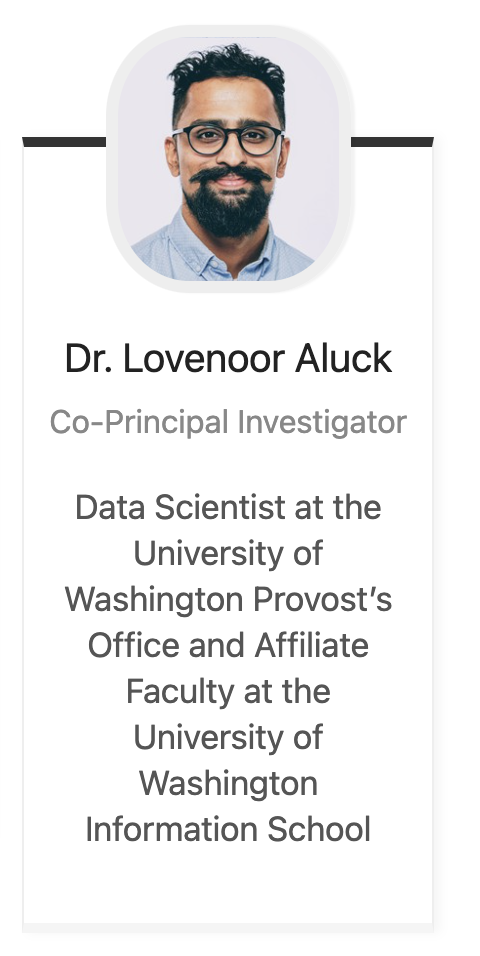 Dr. Lovenoor Aluck
Co-Principal Investigator
Data Scientist at the
University of
Washington Provost’s
Office and Affiliate
Faculty at the
University of
Washington
Information School